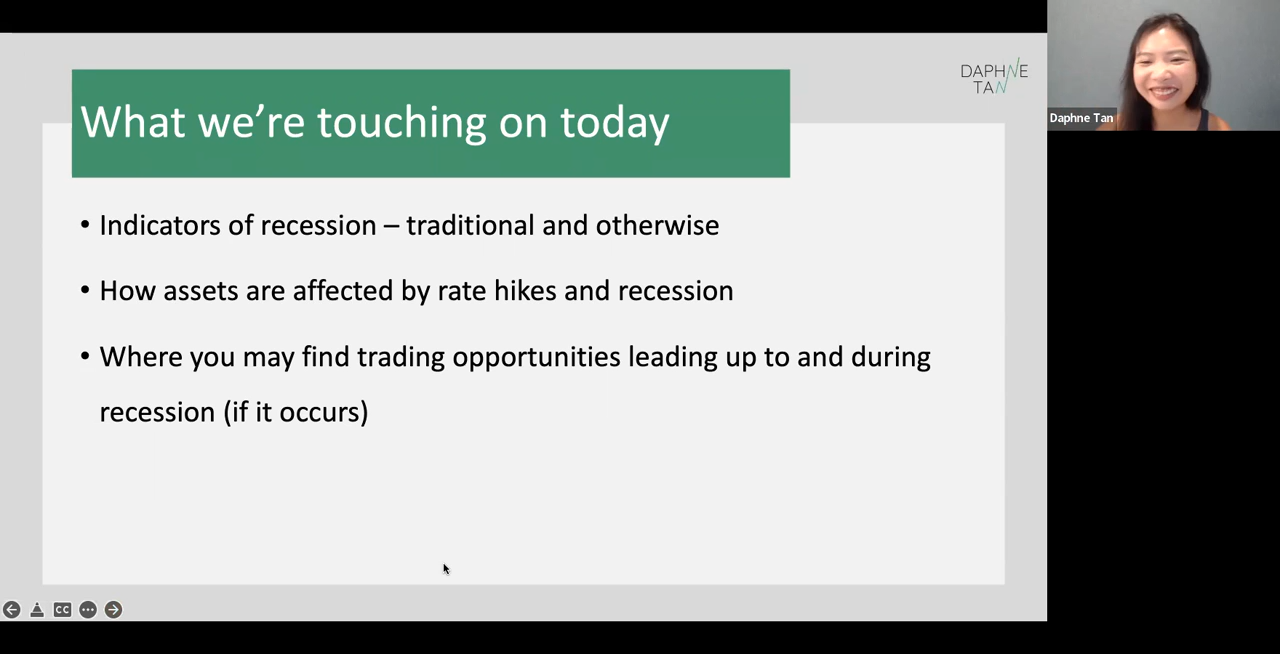 DAPHNE
TAN
What we’re touching on today
• Indicators of recession – traditional and otherwise
• How assets are affected by rate hikes and recession
• Where you may find trading opportunities leading up to and during
recession (if it occurs)
Daphne Tan
CC